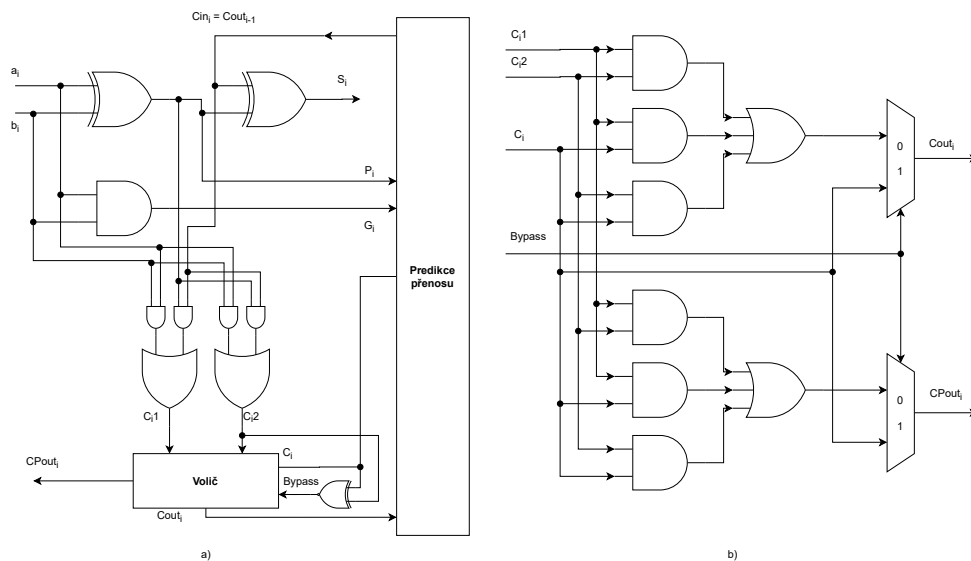 Cin_i = Cout_{i-1}
a_i
b_i
S_i
P_i
G_i
Predikce
přenosu
C_i1
C_i2
C_i
Bypass
Volič
CPout_i
Cout_i
a)
C_i1
C_i2
C_i
Bypass
0
1
Cout_i
0
1
CPout_i
b)